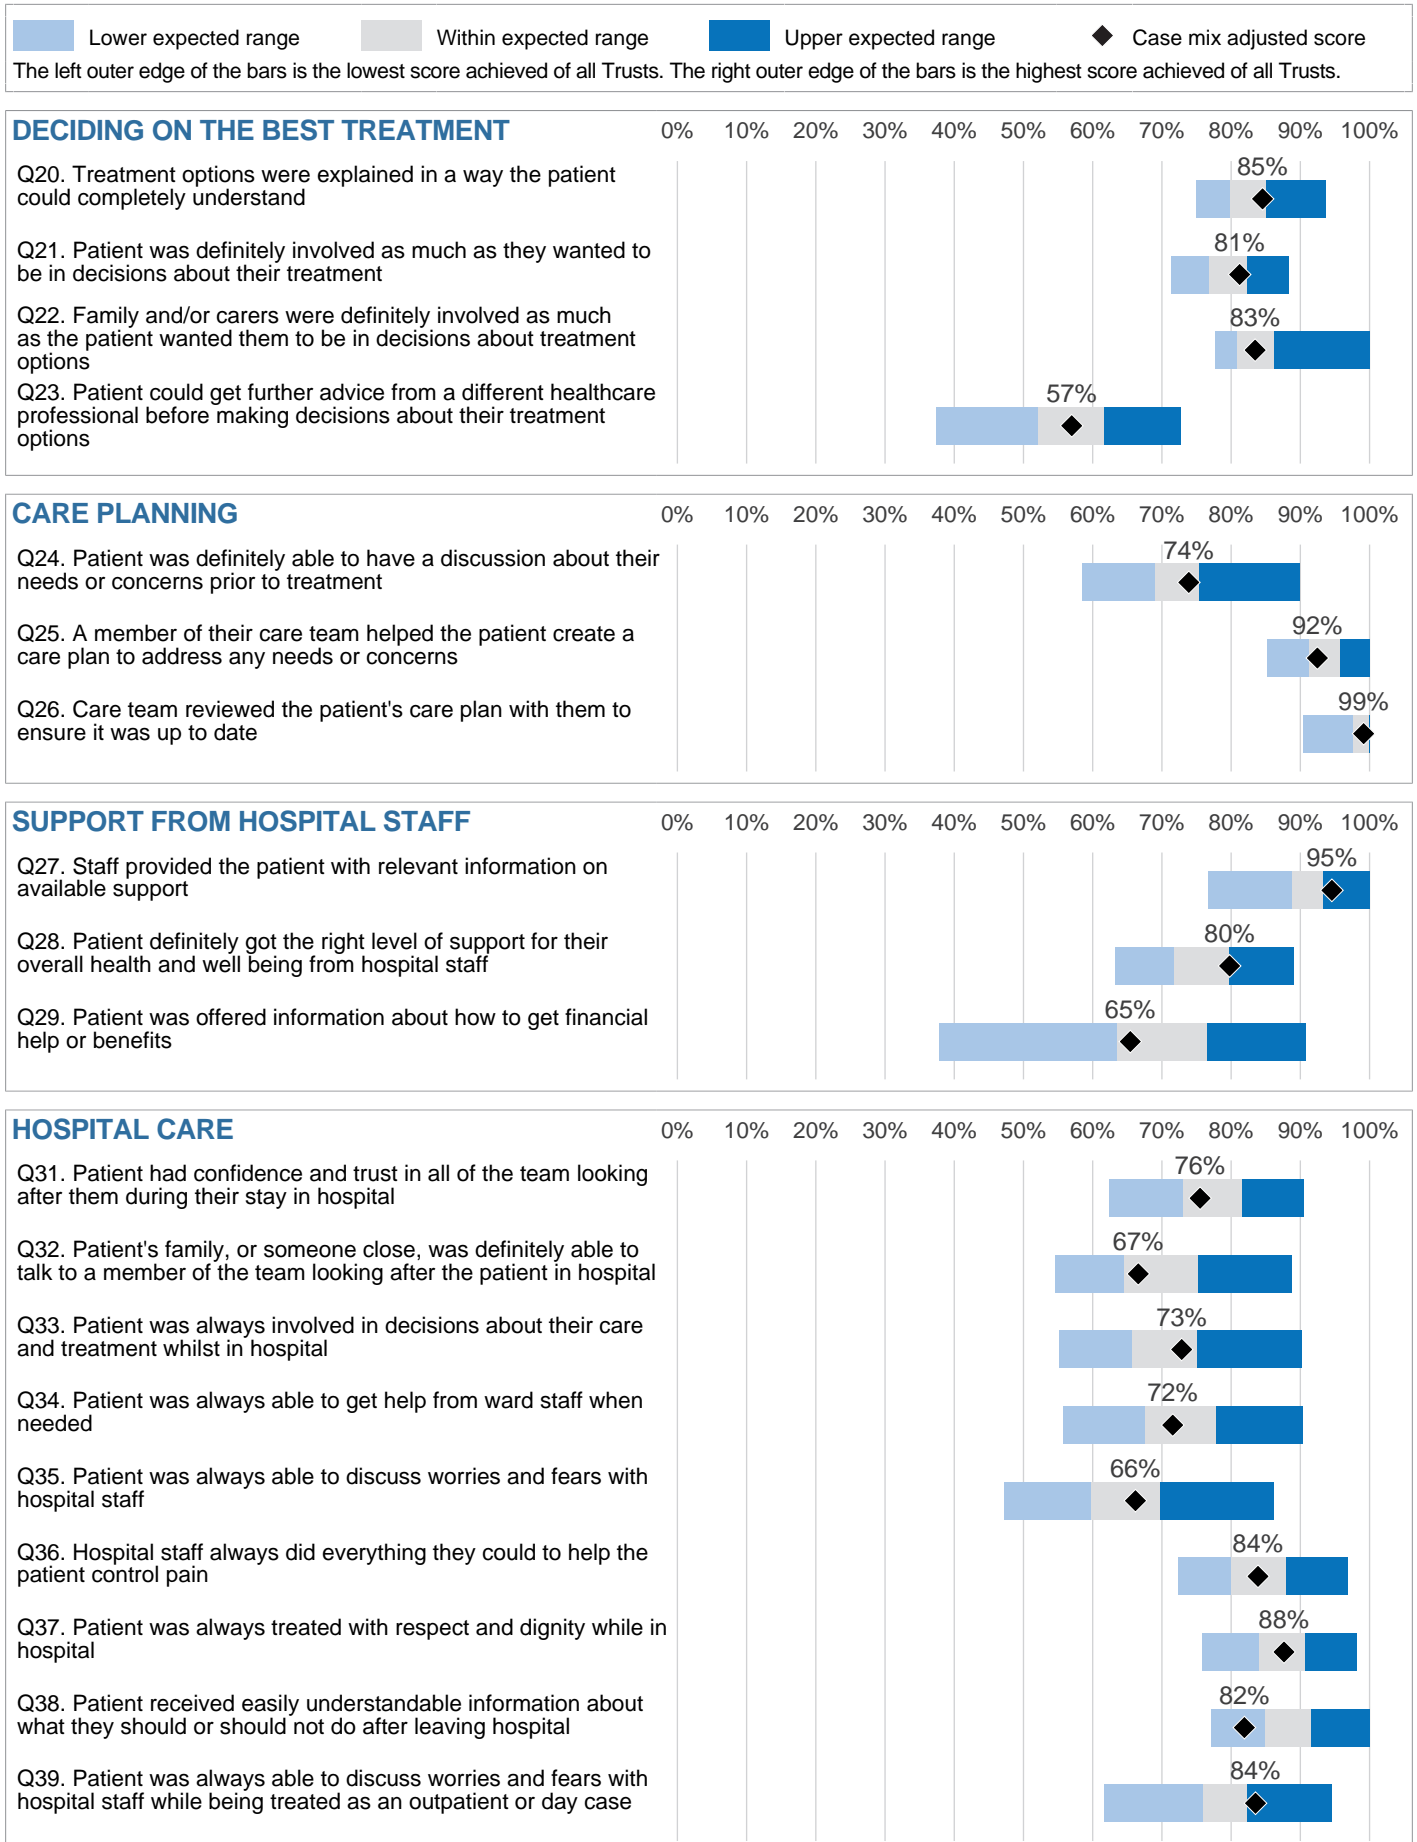 Lower expected range Within expected range Upper expected range Case mix adjusted score
The left outer edge of the bars is the lowest score achieved of all Trusts. The right outer edge of the bars is the highest score achieved of all Trusts.
DECIDING ON THE BEST TREATMENT 0% 10% 20% 30% 40% 50% 60% 70% 80% 90% 100%
Q20. Treatment options were explained in a way the patient
could completely understand
85%
Q21. Patient was definitely involved as much as they wanted to
be in decisions about their treatment
81%
Q22. Family and/or carers were definitely involved as much
as the patient wanted them to be in decisions about treatment
options
83%
Q23. Patient could get further advice from a different healthcare
professional before making decisions about their treatment
options
57%
CARE PLANNING 0% 10% 20% 30% 40% 50% 60% 70% 80% 90% 100%
Q24. Patient was definitely able to have a discussion about their
needs or concerns prior to treatment
74%
Q25. A member of their care team helped the patient create a
care plan to address any needs or concerns
92%
Q26. Care team reviewed the patient's care plan with them to
ensure it was up to date
99%
SUPPORT FROM HOSPITAL STAFF 0% 10% 20% 30% 40% 50% 60% 70% 80% 90% 100%
Q27. Staff provided the patient with relevant information on
available support
95%
Q28. Patient definitely got the right level of support for their
overall health and well being from hospital staff
80%
Q29. Patient was offered information about how to get financial
help or benefits
65%
HOSPITAL CARE 0% 10% 20% 30% 40% 50% 60% 70% 80% 90% 100%
Q31. Patient had confidence and trust in all of the team looking
after them during their stay in hospital
76%
Q32. Patient's family, or someone close, was definitely able to
talk to a member of the team looking after the patient in hospital
67%
Q33. Patient was always involved in decisions about their care
and treatment whilst in hospital
73%
Q34. Patient was always able to get help from ward staff when
needed
72%
Q35. Patient was always able to discuss worries and fears with
hospital staff
66%
Q36. Hospital staff always did everything they could to help the
patient control pain
84%
Q37. Patient was always treated with respect and dignity while in
hospital
88%
Q38. Patient received easily understandable information about
what they should or should not do after leaving hospital
82%
Q39. Patient was always able to discuss worries and fears with
hospital staff while being treated as an outpatient or day case
84%